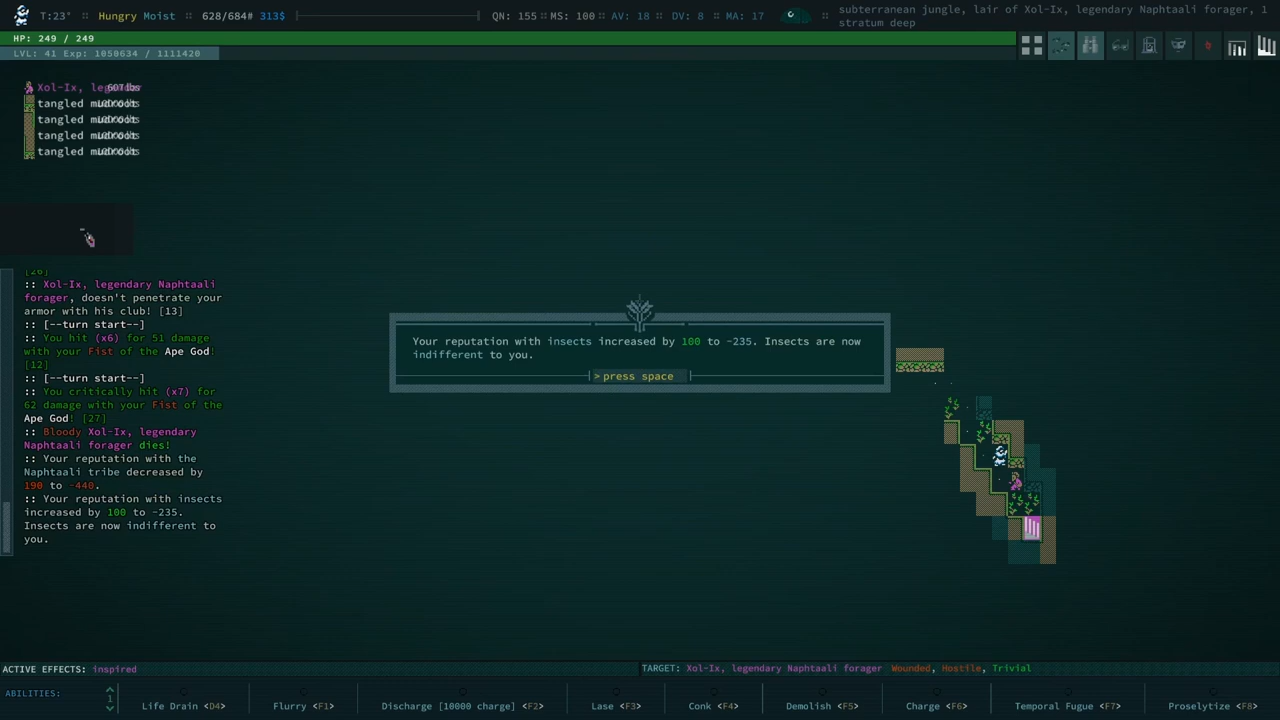 T:23° :: Hungry Moist :: 628/684# 313$ QN: 155 :: MS: 100 :: AV: 18 :: DV: 8 :: MA: 17 :: subterranean jungle, lair of Xol-Ix, legendary Naphtaali forager, 1
stratum deep
HP: 249 / 249
LVL: 41 Exp: 1050634 / 1111420
Xol-Ix,
tangled
tangled
tangled
tangled
[26]
:: Xol-Ix, legendary Naphtaali
forager, doesn't penetrate your
armor with his club! [13]
:: [--turn start--]
:: You hit (x6) for 51 damage
with your Fist of the Ape God!
[12]
:: [--turn start--]
:: You critically hit (x7) for
62 damage with your Fist of the
Ape God! [27]
:: Bloody Xol-Ix, legendary
Naphtaali forager dies!
:: Your reputation with the
Naphtaali tribe decreased by
190 to -440.
:: Your reputation with insects
increased by 100 to -235.
Insects are now indifferent to
you.
Your reputation with insects increased by 100 to -235. Insects are now
indifferent to you.
> press space
ACTIVE EFFECTS: inspired
TARGET: Xol-Ix, legendary Naphtaali forager Wounded, Hostile, Trivial
ABILITIES: 1 Life Drain <D4> Flurry <F1> Discharge [10000 charge] <F2> Lase <F3> Conk <F4> Demolish <F5> Charge <F6> Temporal Fugue <F7> Proselytize <F8>